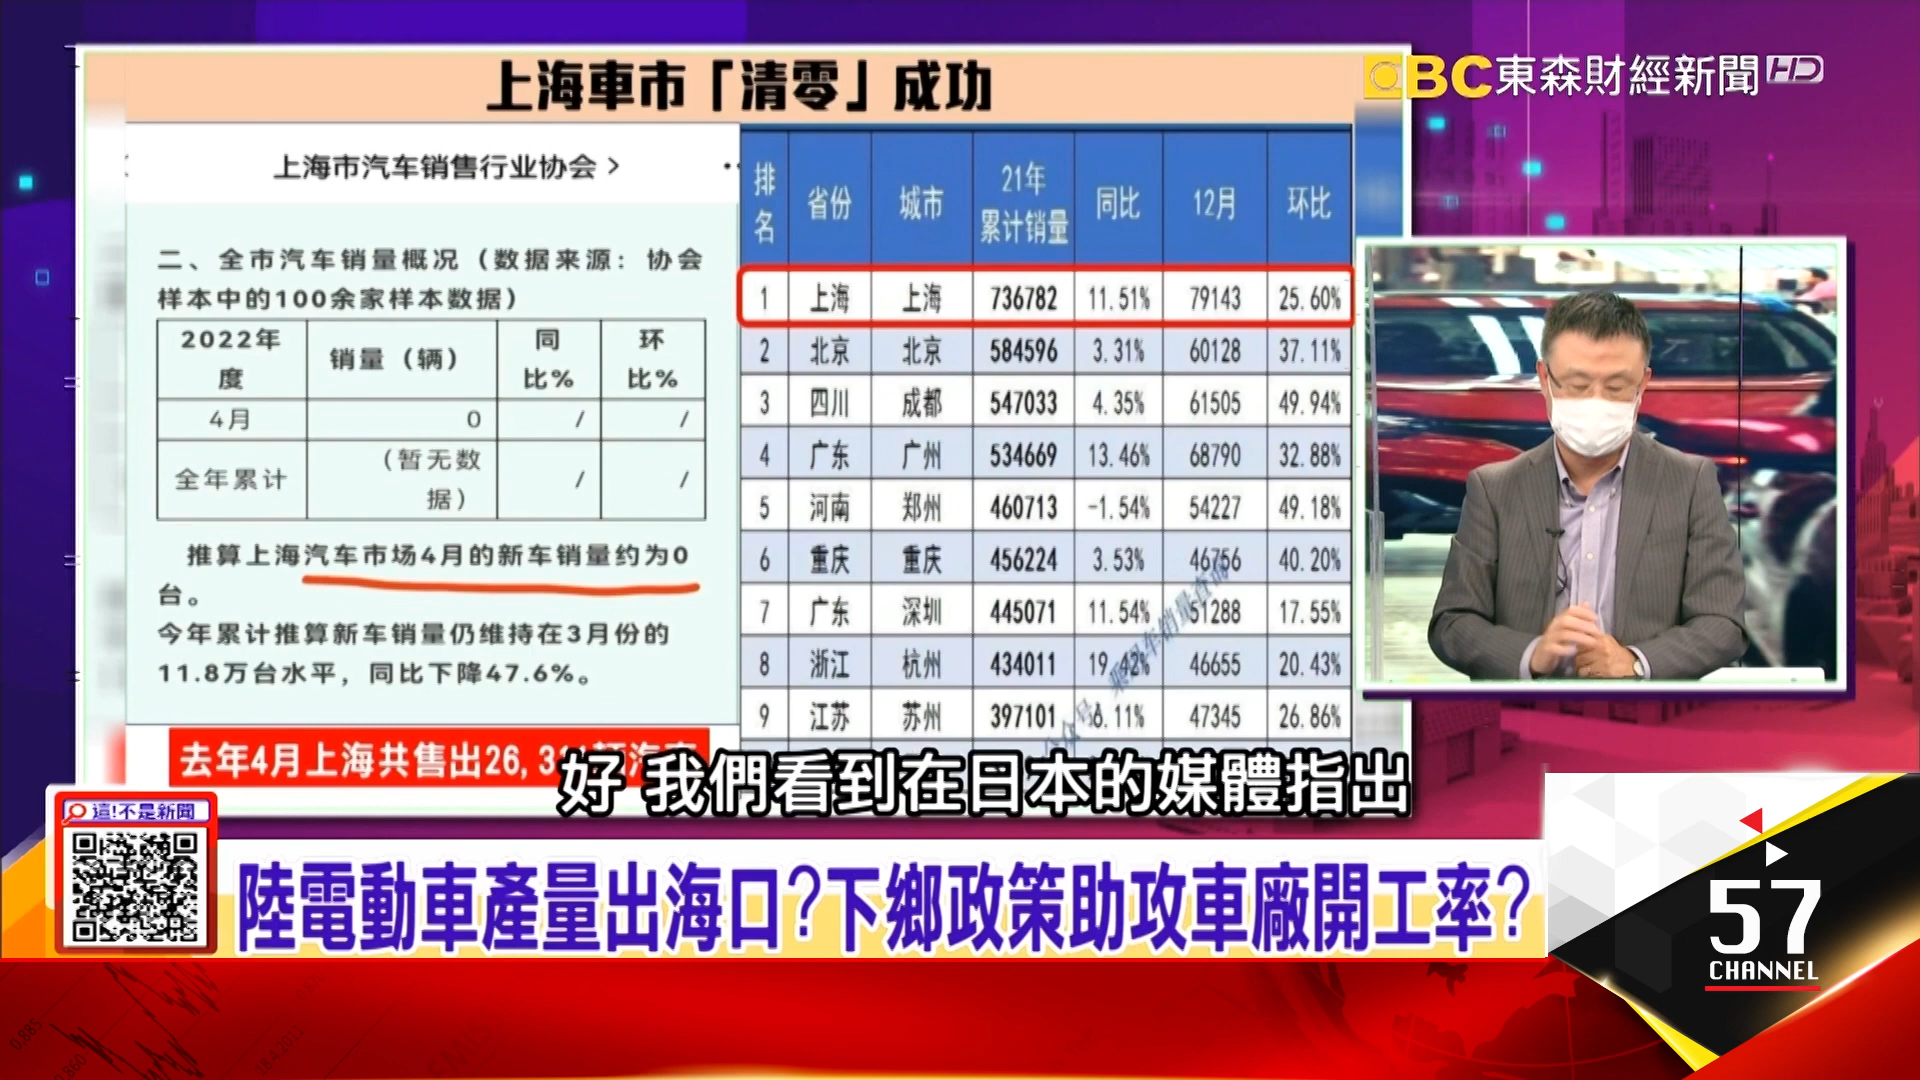 上海車市「清零」成功
EBC東森財經新聞HD
上海市汽车销售行业协会 >
二、全市汽车销量概况（数据来源：协会
样本中的100余家样本数据）
2022年度 销量（辆） 同比% 环比%
4月 0 / /
全年累计 （暂无数据） / /
推算上海汽车市场4月的新车销量约为0
台。
今年累计推算新车销量仍维持在3月份的
11.8万台水平，同比下降47.6%。
排名 省份 城市 21年累计销量 同比 12月 环比
1 上海 上海 736782 11.51% 79143 25.60%
2 北京 北京 584596 3.31% 60128 37.11%
3 四川 成都 547033 4.35% 61505 49.94%
4 广东 广州 534669 13.46% 68790 32.88%
5 河南 郑州 460713 -1.54% 54227 49.18%
6 重庆 重庆 456224 3.53% 46756 40.20%
7 广东 深圳 445071 11.54% 51288 17.55%
8 浙江 杭州 434011 19.42% 46655 20.43%
9 江苏 苏州 397101 6.11% 47345 26.86%
去年4月上海共售出26,3
好 我們看到在日本的媒體指出
這!不是新聞
陸電動車產量出海口?下鄉政策助攻車廠開工率?
57
CHANNEL